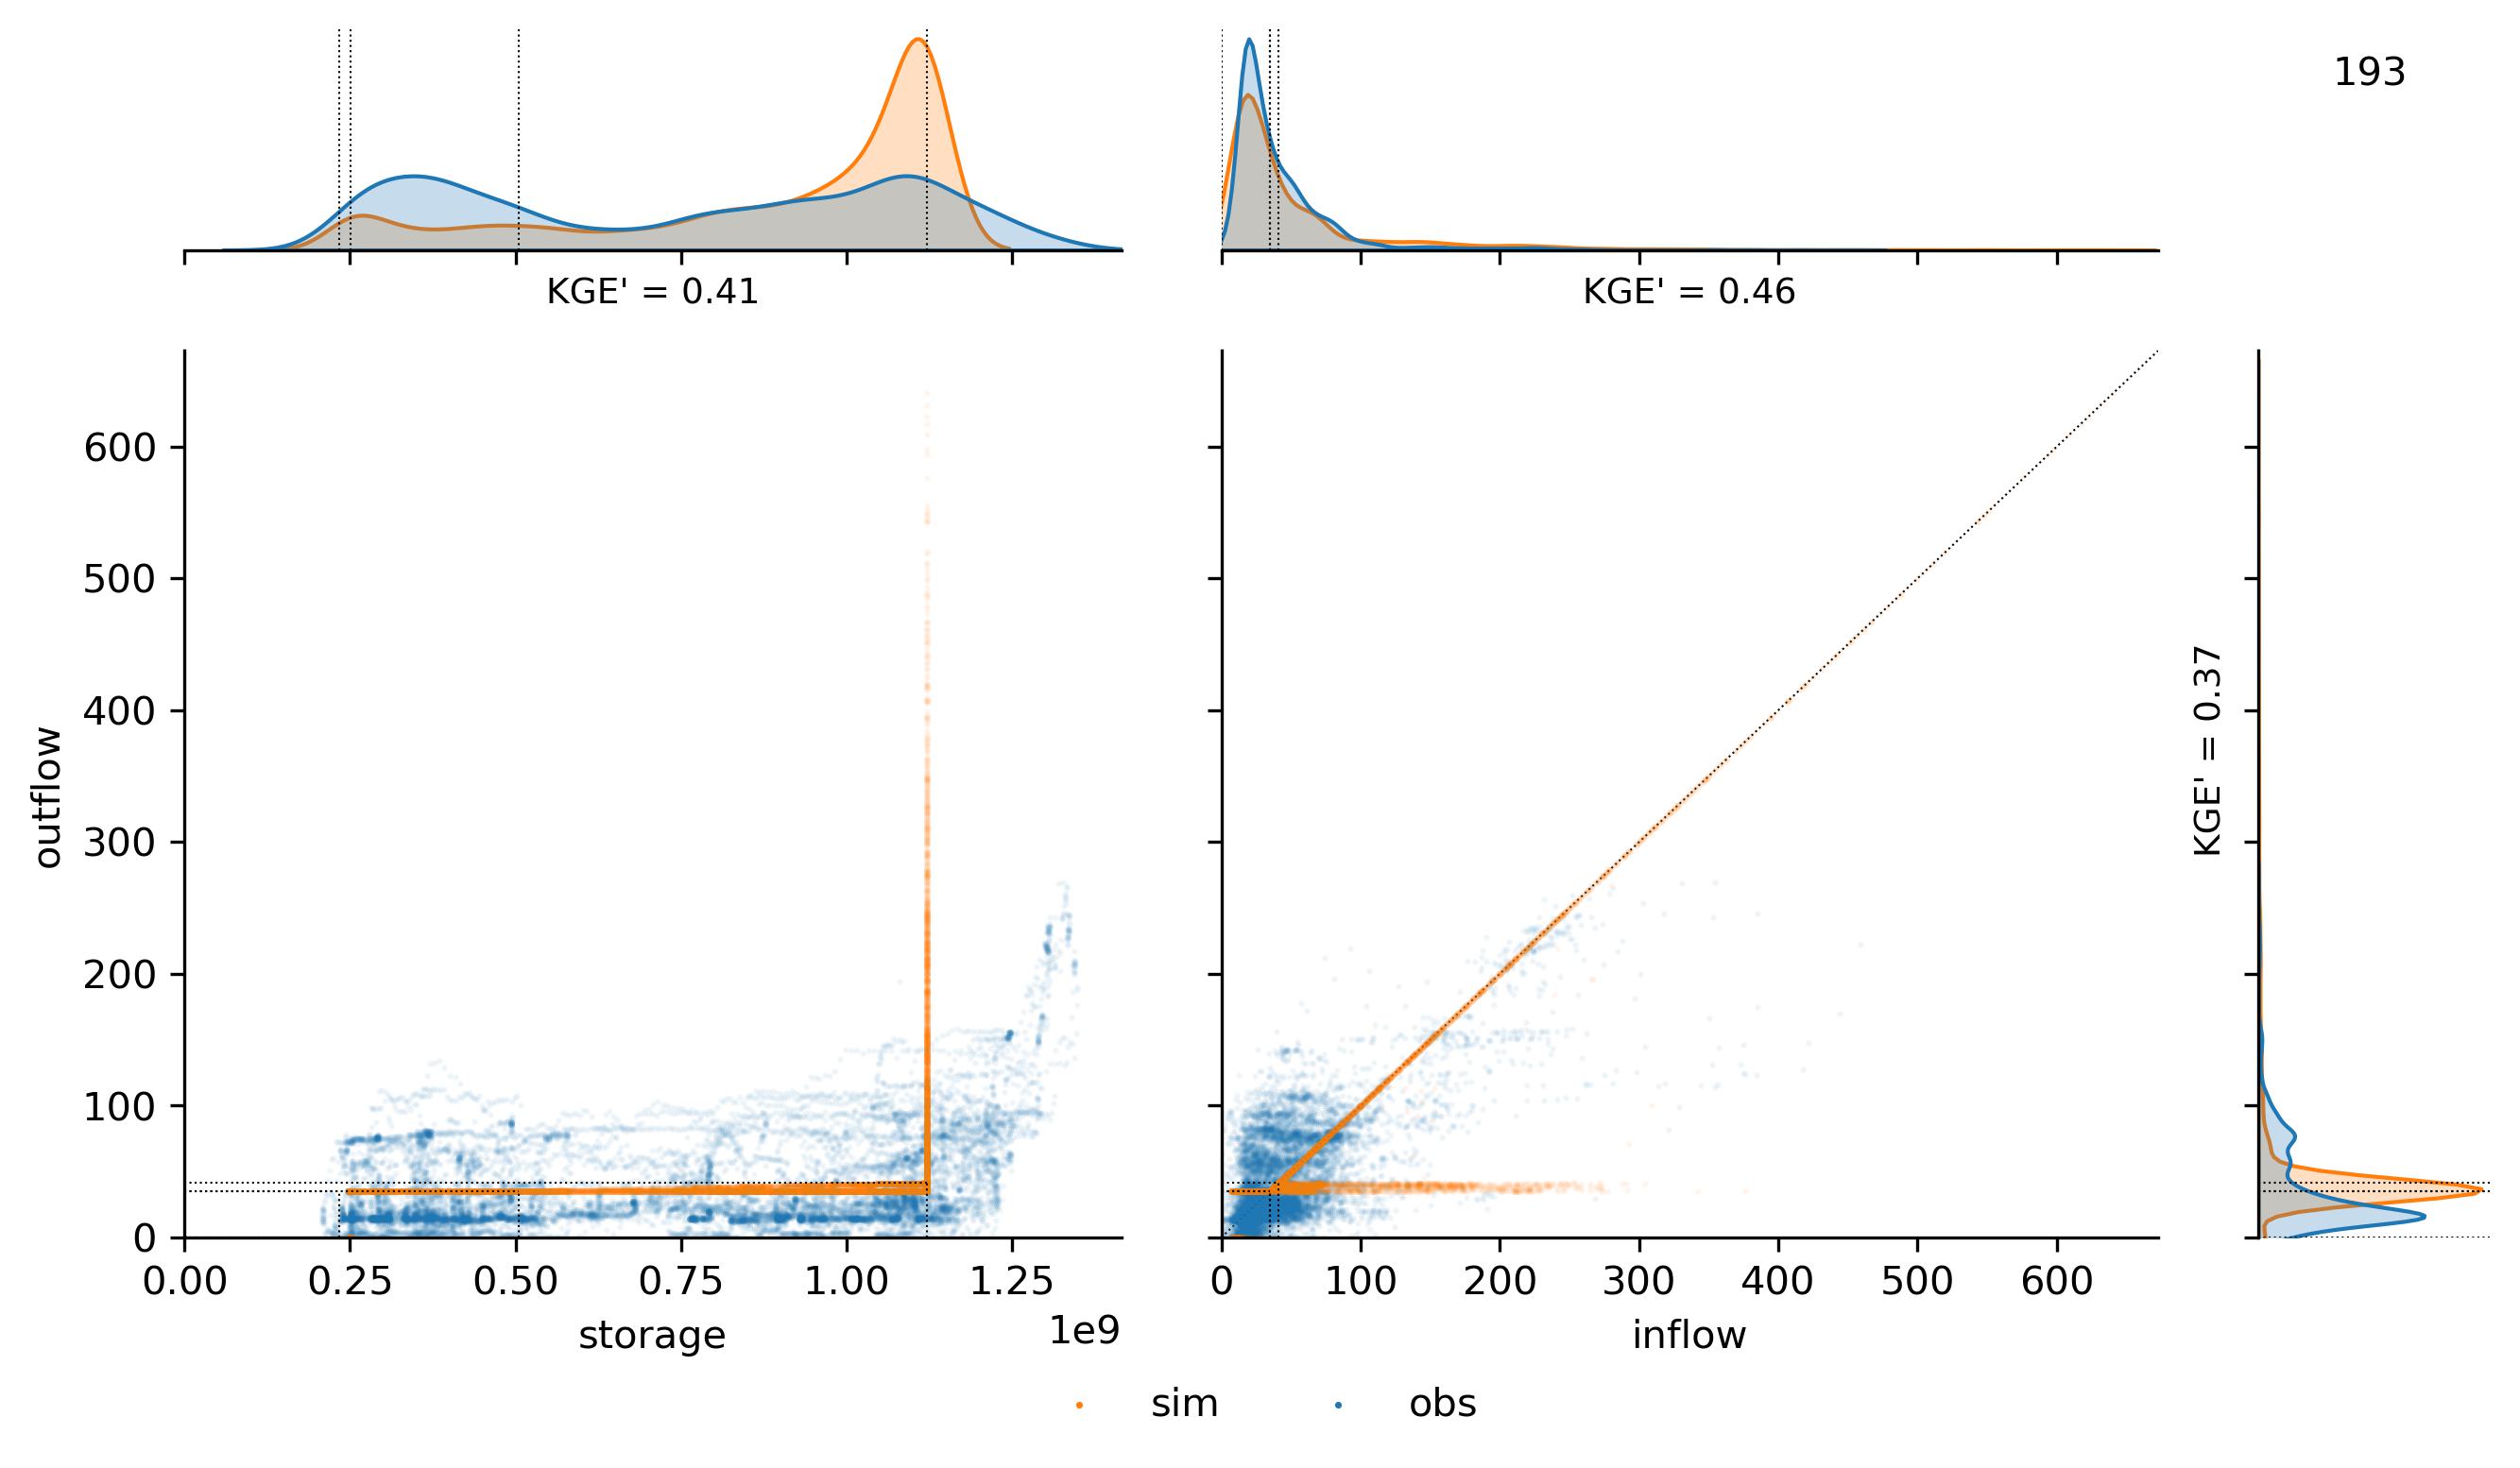 193
KGE' = 0.41
KGE' = 0.46
600
500
400
300
200
100
0
outflow
0.00 0.25 0.50 0.75 1.00 1.25
storage
1e9
0 100 200 300 400 500 600
inflow
KGE' = 0.37
sim obs